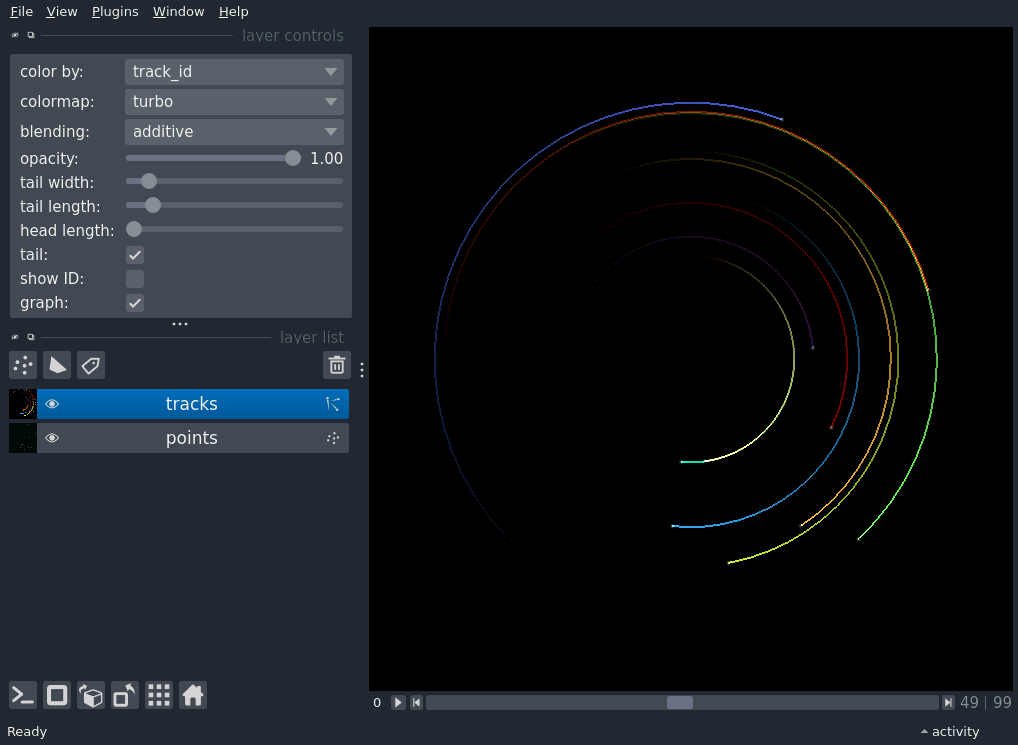 File View Plugins Window Help
layer controls
color by: track_id
colormap: turbo
blending: additive
opacity: 1.00
tail width:
tail length:
head length:
tail:
show ID:
graph:
layer list
tracks
points
0 49 | 99
Ready activity